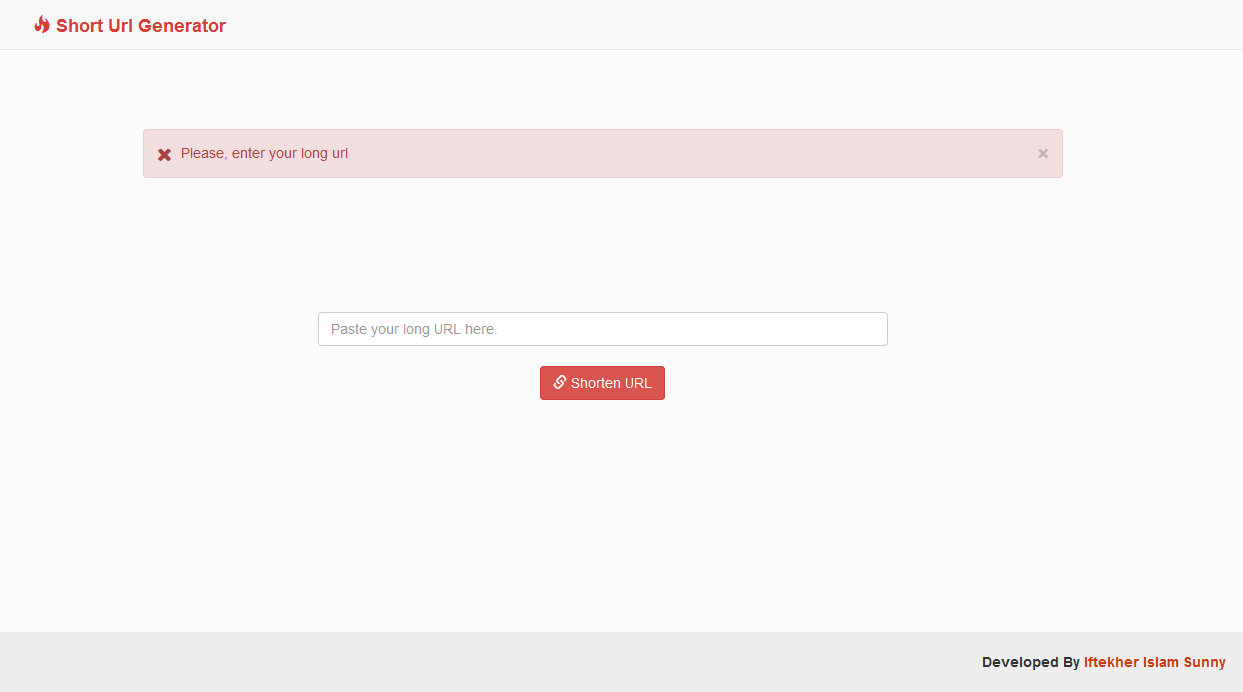 Short Url Generator
Please, enter your long url
Paste your long URL here.
Shorten URL
Developed By Iftekher Islam Sunny